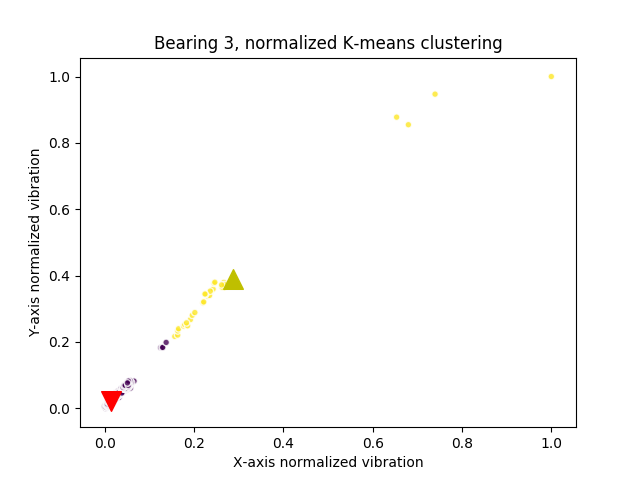 Bearing 3, normalized K-means clustering
1.0
0.8
0.6
0.4
0.2
0.0
Y-axis normalized vibration
0.0 0.2 0.4 0.6 0.8 1.0
X-axis normalized vibration